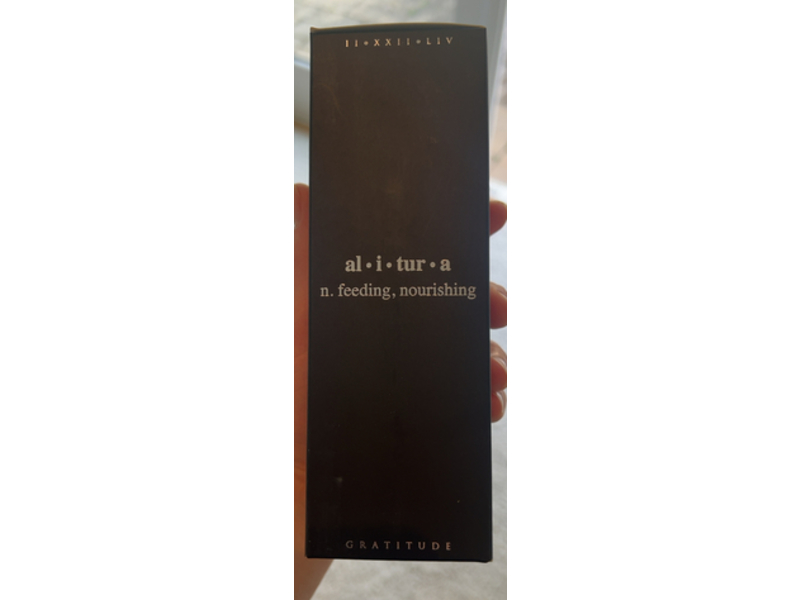 II•XXII•LIV
al•i•tur•a
n. feeding, nourishing
GRATITUDE